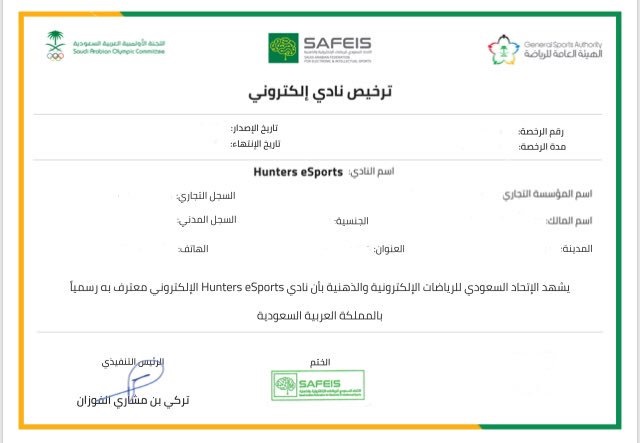 اللجنة الأولمبية العربية السعودية
Saudi Arabian Olympic Committee
SAFEIS
SAUDI ARABIAN FEDERATION
FOR ELECTRONIC & INTELLECTUAL SPORTS
General Sports Authority
الهيئة العامة للرياضة
ترخيص نادي إلكتروني
رقم الرخصة:
تاريخ الإصدار:
مدة الرخصة:
تاريخ الإنتهاء:
اسم النادي: Hunters eSports
اسم المؤسسة التجاري
السجل التجاري:
اسم المالك:
الجنسية:
السجل المدني:
المدينة:
العنوان:
الهاتف:
يشهد الإتحاد السعودي للرياضات الإلكترونية والذهنية بأن نادي Hunters eSports الإلكتروني معترف به رسمياً
بالمملكة العربية السعودية
الختم
SAFEIS
الرئيس التنفيذي
تركي بن مشاري الفوزان